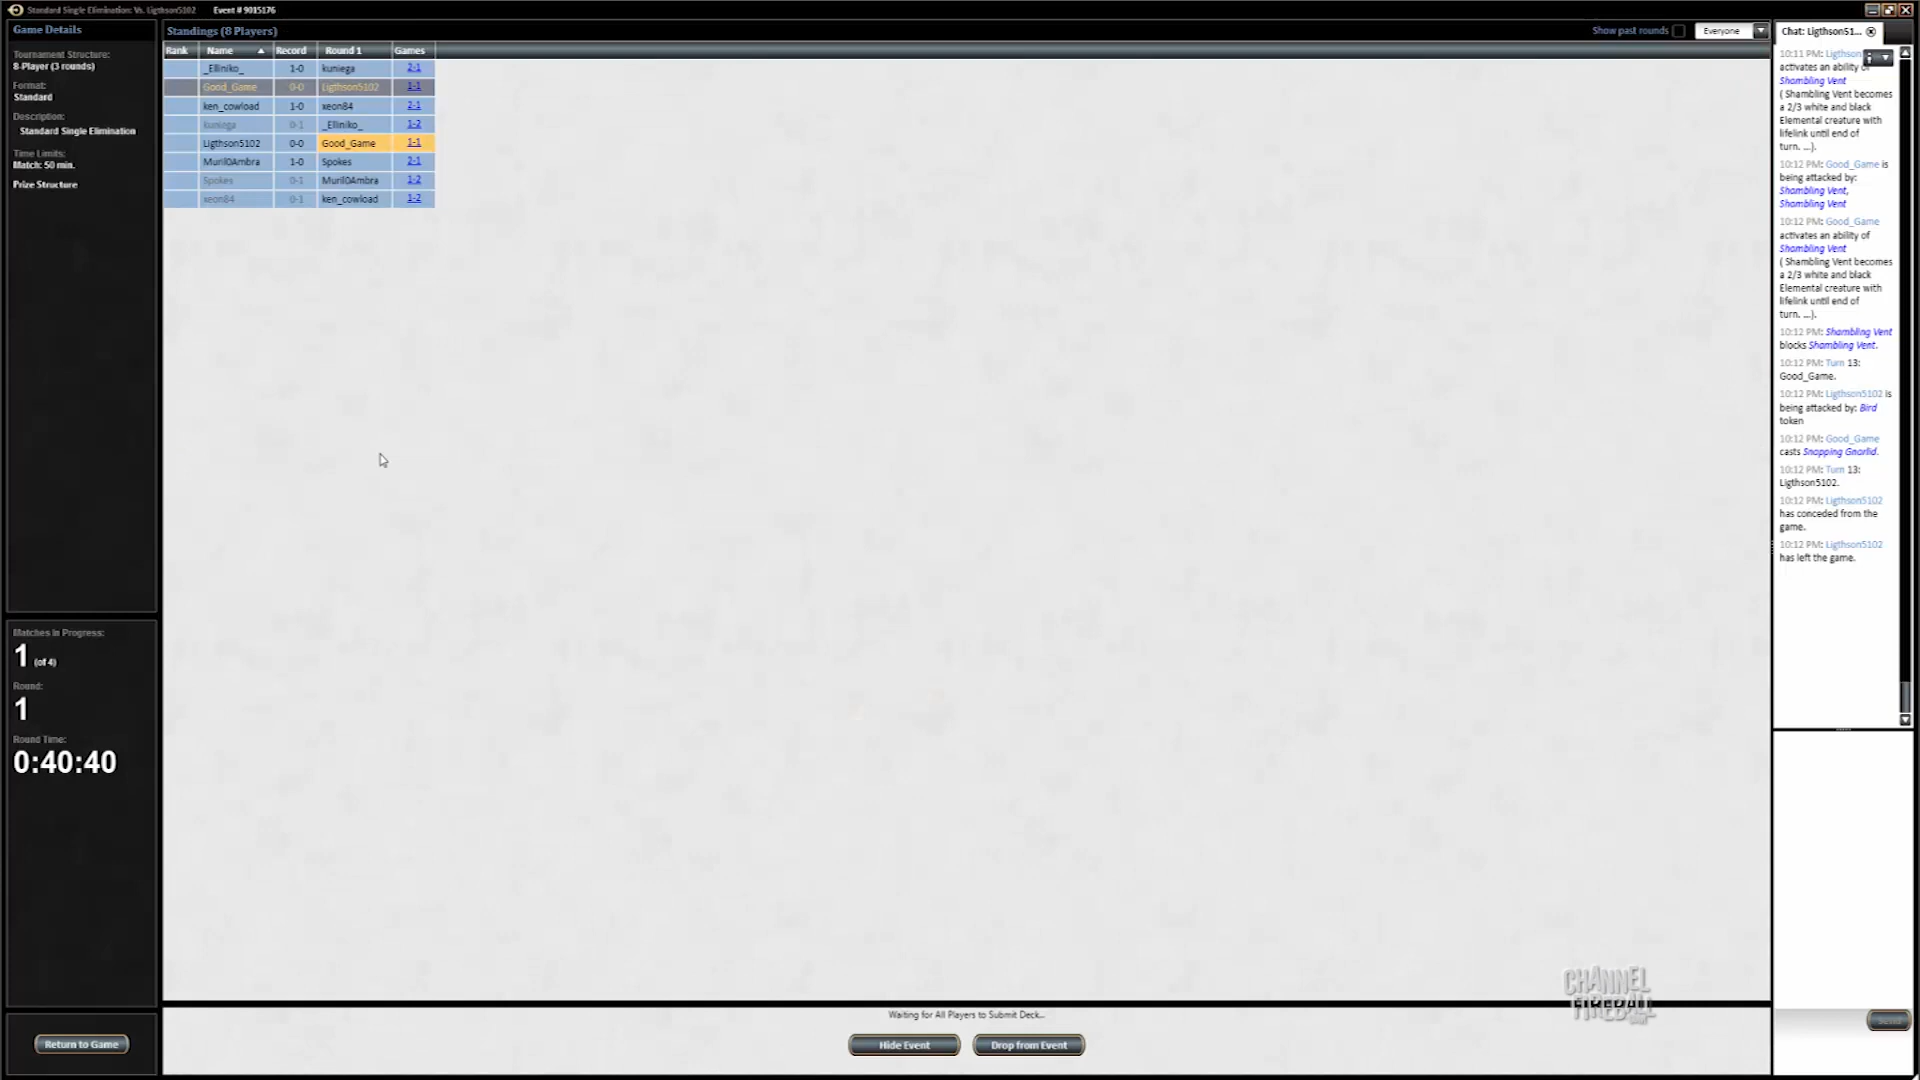 Standard Single Elimination: Vs. Ligthson5102 Event # 9015176
Game Details
Tournament Structure:
8-Player (3 rounds)
Format:
Standard
Description:
Standard Single Elimination
Time Limits:
Match: 50 min.
Prize Structure
Matches in Progress:
1 (of 4)
Round:
1
Round Time:
0:40:40
Return to Game
Standings (8 Players)
Show past rounds
Everyone
Rank Name Record Round 1 Games
_Elliniko_ 1-0 kuniega 2-1
Good_Game 0-0 Ligthson5102 1-1
ken_cowload 1-0 xeon84 2-1
kuniega 0-1 _Elliniko_ 1-2
Ligthson5102 0-0 Good_Game 1-1
Muril0Ambra 1-0 Spokes 2-1
Spokes 0-1 Muril0Ambra 1-2
xeon84 0-1 ken_cowload 1-2
CHANNEL
FIREBALL
Waiting for All Players to Submit Deck...
Hide Event
Drop from Event
Chat: Ligthson51...
10:11 PM: Ligthson
activates an ability of
Shambling Vent
( Shambling Vent becomes
a 2/3 white and black
Elemental creature with
lifelink until end of
turn. ...).
10:12 PM: Good_Game is
being attacked by:
Shambling Vent,
Shambling Vent
10:12 PM: Good_Game
activates an ability of
Shambling Vent
( Shambling Vent becomes
a 2/3 white and black
Elemental creature with
lifelink until end of
turn. ...).
10:12 PM: Shambling Vent
blocks Shambling Vent.
10:12 PM: Turn 13:
Good_Game.
10:12 PM: Ligthson5102 is
being attacked by: Bird
token
10:12 PM: Good_Game
casts Snapping Gnarlid.
10:12 PM: Turn 13:
Ligthson5102.
10:12 PM: Ligthson5102
has conceded from the
game.
10:12 PM: Ligthson5102
has left the game.
Send